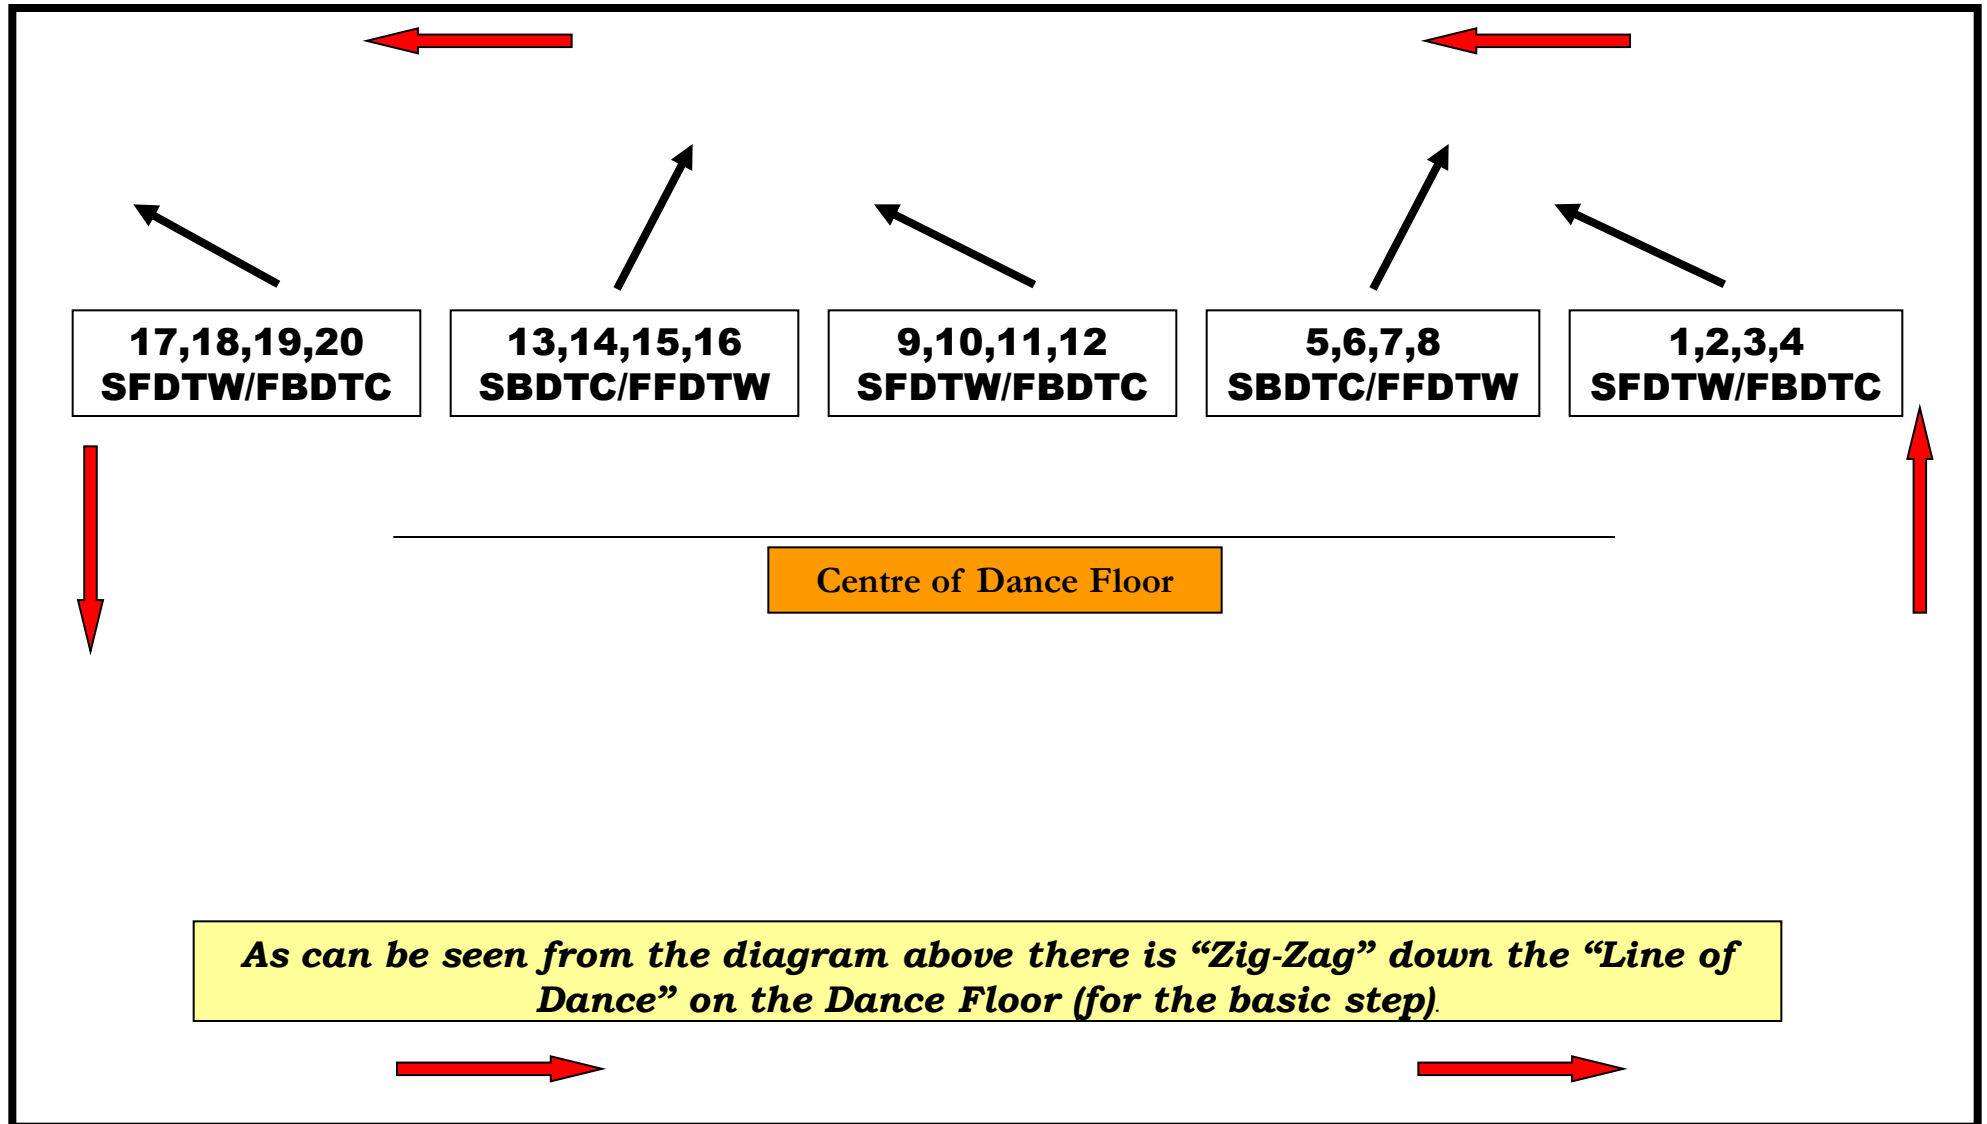 17,18,19,20
SFDTW/FBDTC
13,14,15,16
SBDTC/FFDTW
9,10,11,12
SFDTW/FBDTC
5,6,7,8
SBDTC/FFDTW
1,2,3,4
SFDTW/FBDTC
Centre of Dance Floor
As can be seen from the diagram above there is “Zig-Zag” down the “Line of
Dance” on the Dance Floor (for the basic step).